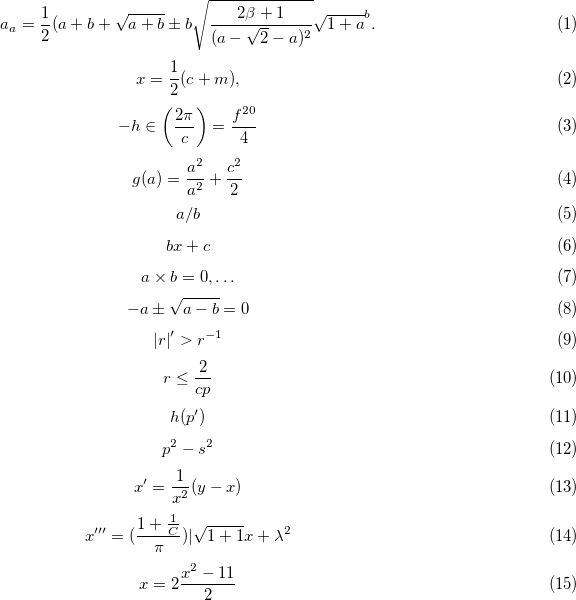 a_a = \frac{1}{2}(a + b + \sqrt{a + b} \pm b\sqrt{\frac{2\beta + 1}{(a - \sqrt{2} - a)^2}}\sqrt{1 + a}^b. (1)
x = \frac{1}{2}(c + m), (2)
-h \in \left(\frac{2\pi}{c}\right) = \frac{f^{20}}{4} (3)
g(a) = \frac{a^2}{a^2} + \frac{c^2}{2} (4)
a/b (5)
bx + c (6)
a \times b = 0, \dots (7)
-a \pm \sqrt{a - b} = 0 (8)
|r|' > r^{-1} (9)
r \leq \frac{2}{cp} (10)
h(p') (11)
p^2 - s^2 (12)
x' = \frac{1}{x^2}(y - x) (13)
x''' = (\frac{1 + \frac{1}{C}}{\pi})|\sqrt{1 + 1}x + \lambda^2 (14)
x = 2\frac{x^2 - 11}{2} (15)